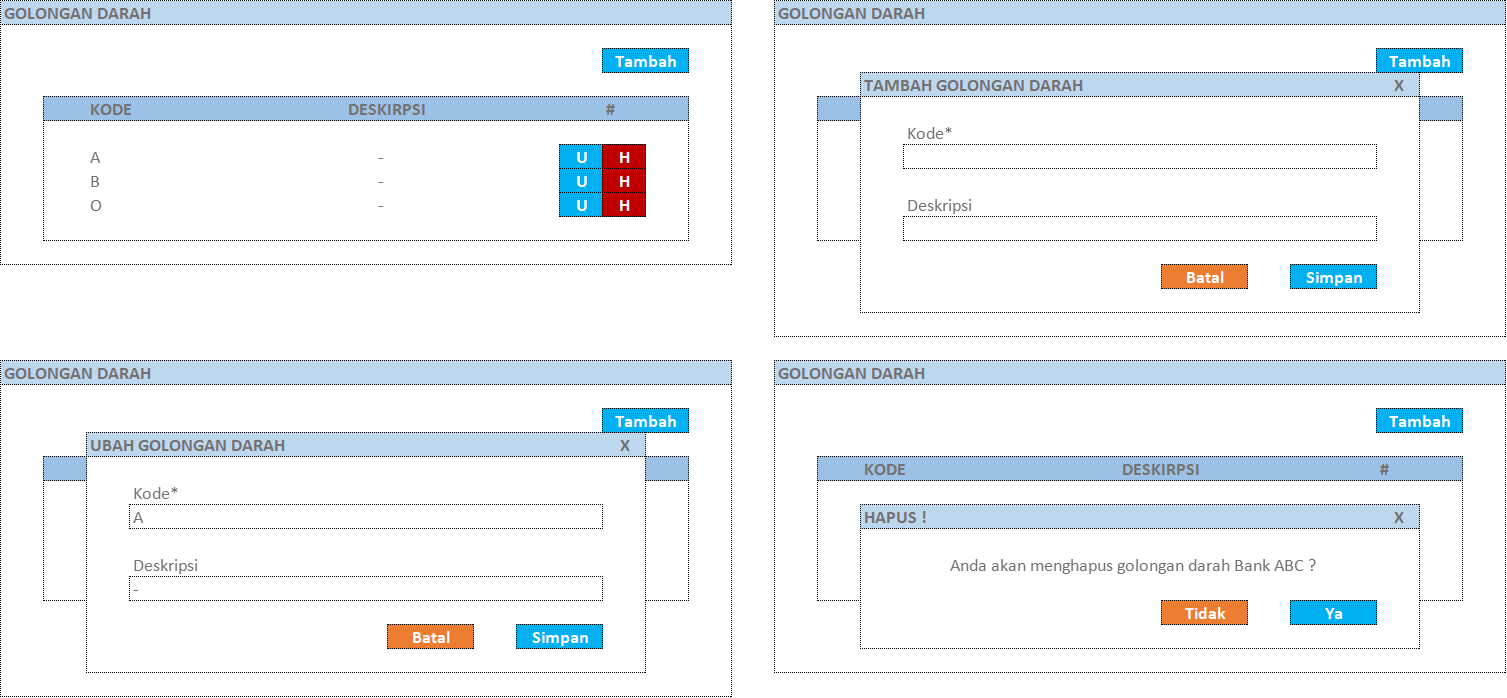 GOLONGAN DARAH
Tambah
KODE DESKIRPSI #
A - U H
B - U H
O - U H
GOLONGAN DARAH
Tambah
TAMBAH GOLONGAN DARAH X
Kode*
Deskripsi
Batal Simpan
GOLONGAN DARAH
Tambah
UBAH GOLONGAN DARAH X
Kode*
A
Deskripsi
-
Batal Simpan
GOLONGAN DARAH
Tambah
KODE DESKIRPSI #
HAPUS ! X
Anda akan menghapus golongan darah Bank ABC ?
Tidak Ya